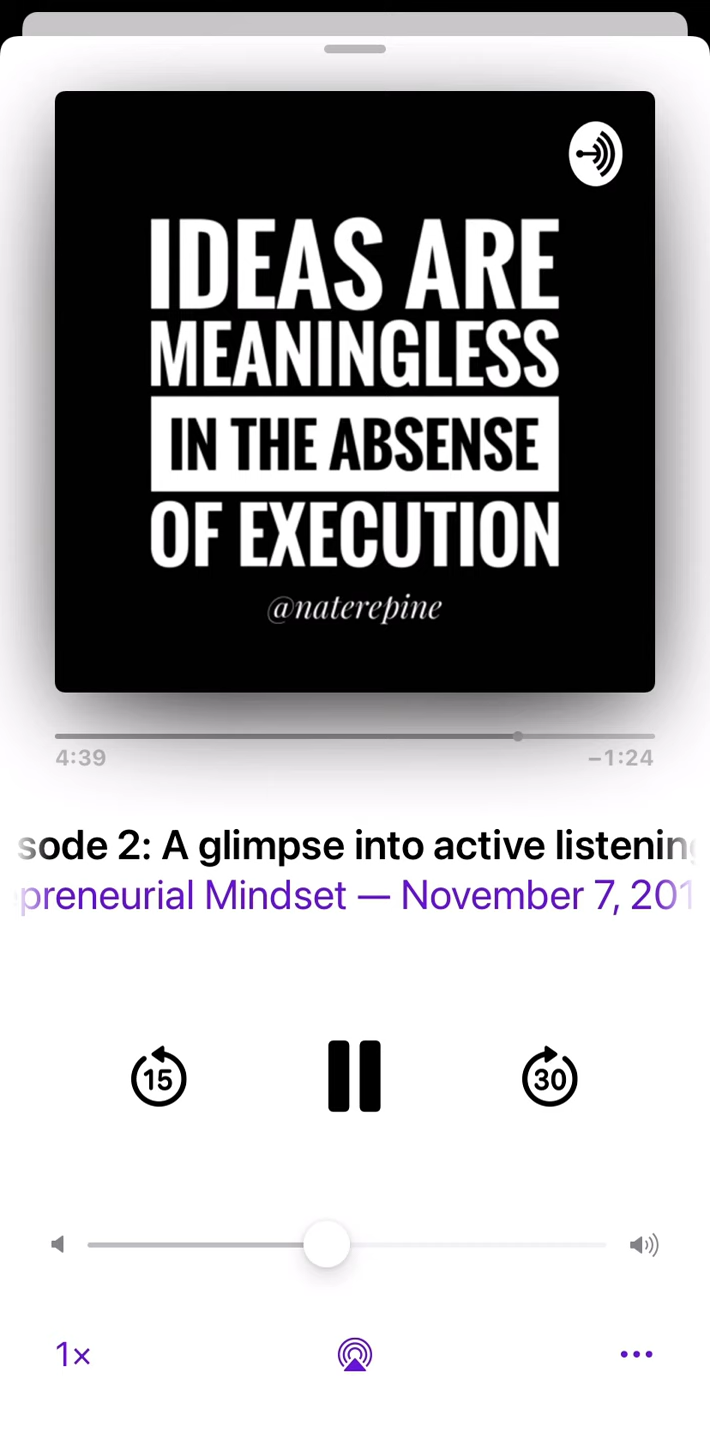 IDEAS ARE
MEANINGLESS
IN THE ABSENSE
OF EXECUTION
@naterepine
4:39 −1:24
sode 2: A glimpse into active listening
preneurial Mindset — November 7, 201
15 30
1×